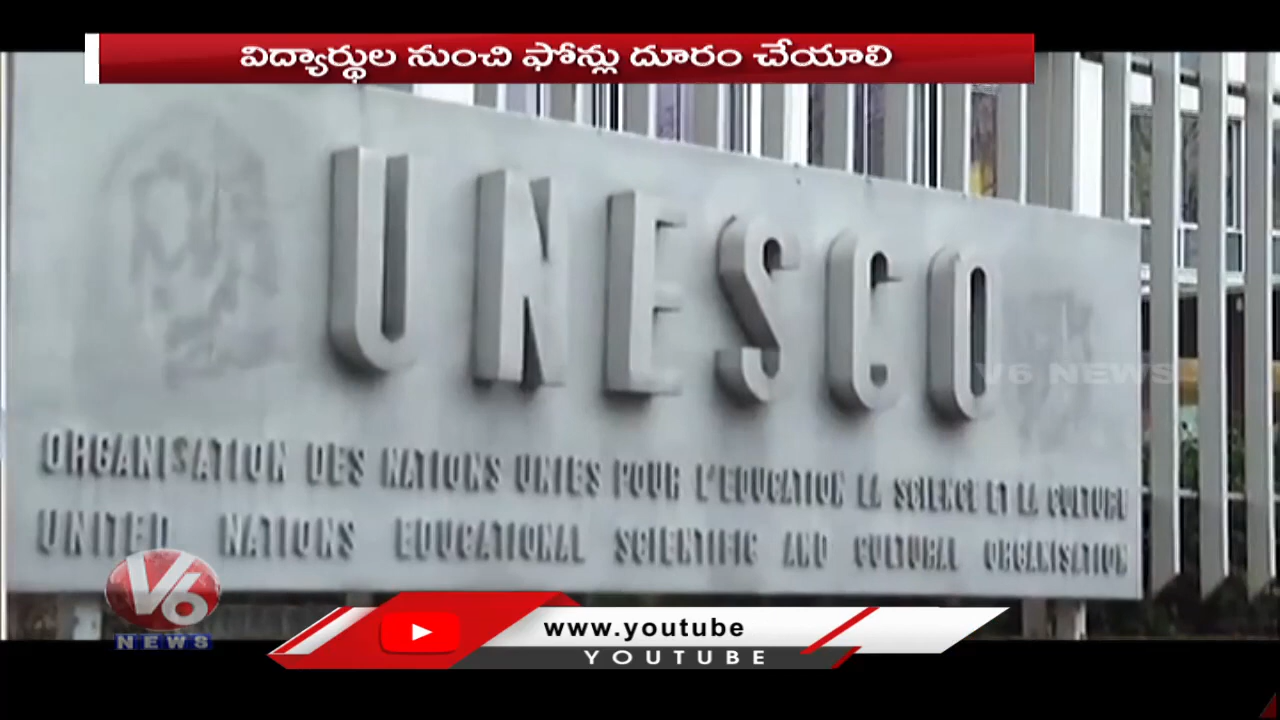 విద్యార్థుల నుంచి ఫోన్లు దూరం చేయాలి
UNESCO
V6 NEWS
ORGANISATION DES NATIONS UNIES POUR L'EDUCATION LA SCIENCE ET LA CULTURE
UNITED NATIONS EDUCATIONAL SCIENTIFIC AND CULTURAL ORGANISATION
V6
NEWS
www.youtube
YOUTUBE